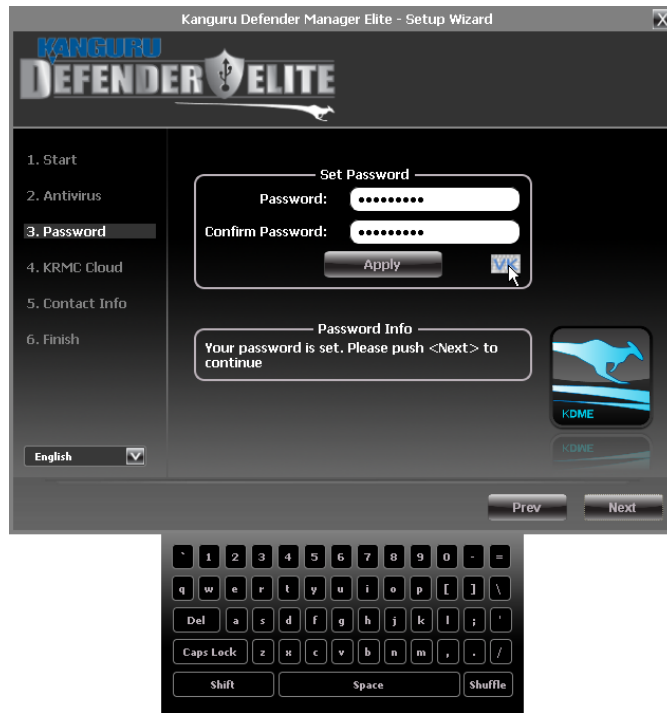 Kanguru Defender Manager Elite - Setup Wizard
X
KANGURU
DEFENDER ELITE
1. Start
2. Antivirus
3. Password
4. KRMC Cloud
5. Contact Info
6. Finish
Set Password
Password: •••••••••
Confirm Password: •••••••••
Apply
VK
Password Info
Your password is set. Please push <Next> to
continue
KDME
KDME
English
Prev Next
` 1 2 3 4 5 6 7 8 9 0 - =
q w e r t y u i o p [ ] \
Del a s d f g h j k l ; '
Caps Lock z x c v b n m , . /
Shift Space Shuffle